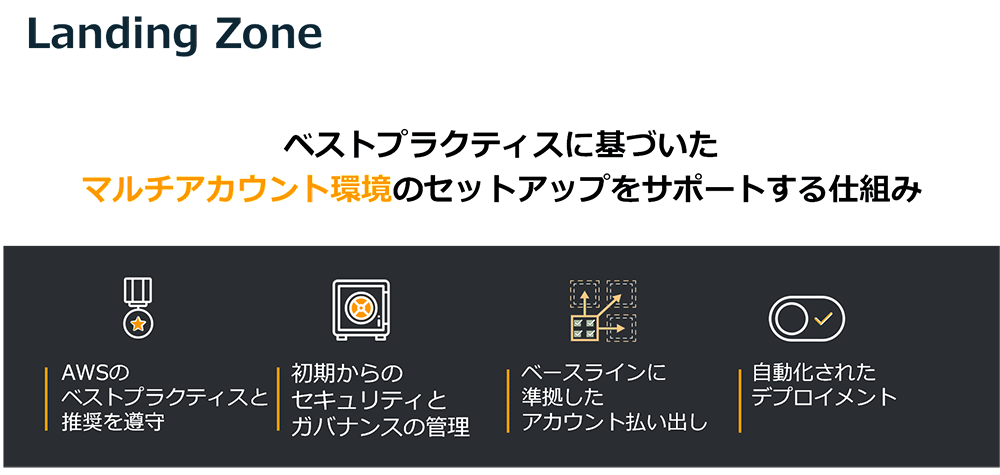 Landing Zone
ベストプラクティスに基づいた
マルチアカウント環境のセットアップをサポートする仕組み
AWSの
ベストプラクティスと
推奨を遵守
初期からの
セキュリティと
ガバナンスの管理
ベースラインに
準拠した
アカウント払い出し
自動化された
デプロイメント